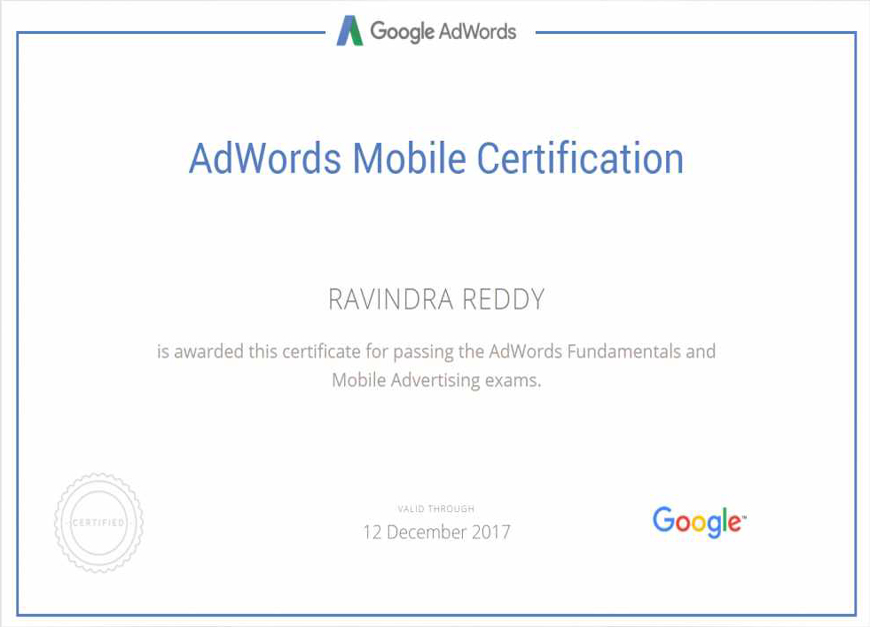 Google AdWords
AdWords Mobile Certification
RAVINDRA REDDY
is awarded this certificate for passing the AdWords Fundamentals and
Mobile Advertising exams.
CERTIFIED
VALID THROUGH
12 December 2017
Google™